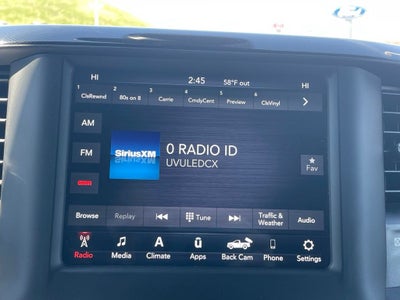 2:45 58°F out
HI HI
1 ClsRewnd 2 80s on 8 3 Carrie 4 CmdyCent 5 Preview 6 ClsVinyl
AM
SiriusXM
0 RADIO ID
UVULEDCX
FM
Fav
Browse Replay Tune Traffic & Weather Audio
Radio Media Climate Apps Back Cam Phone Settings